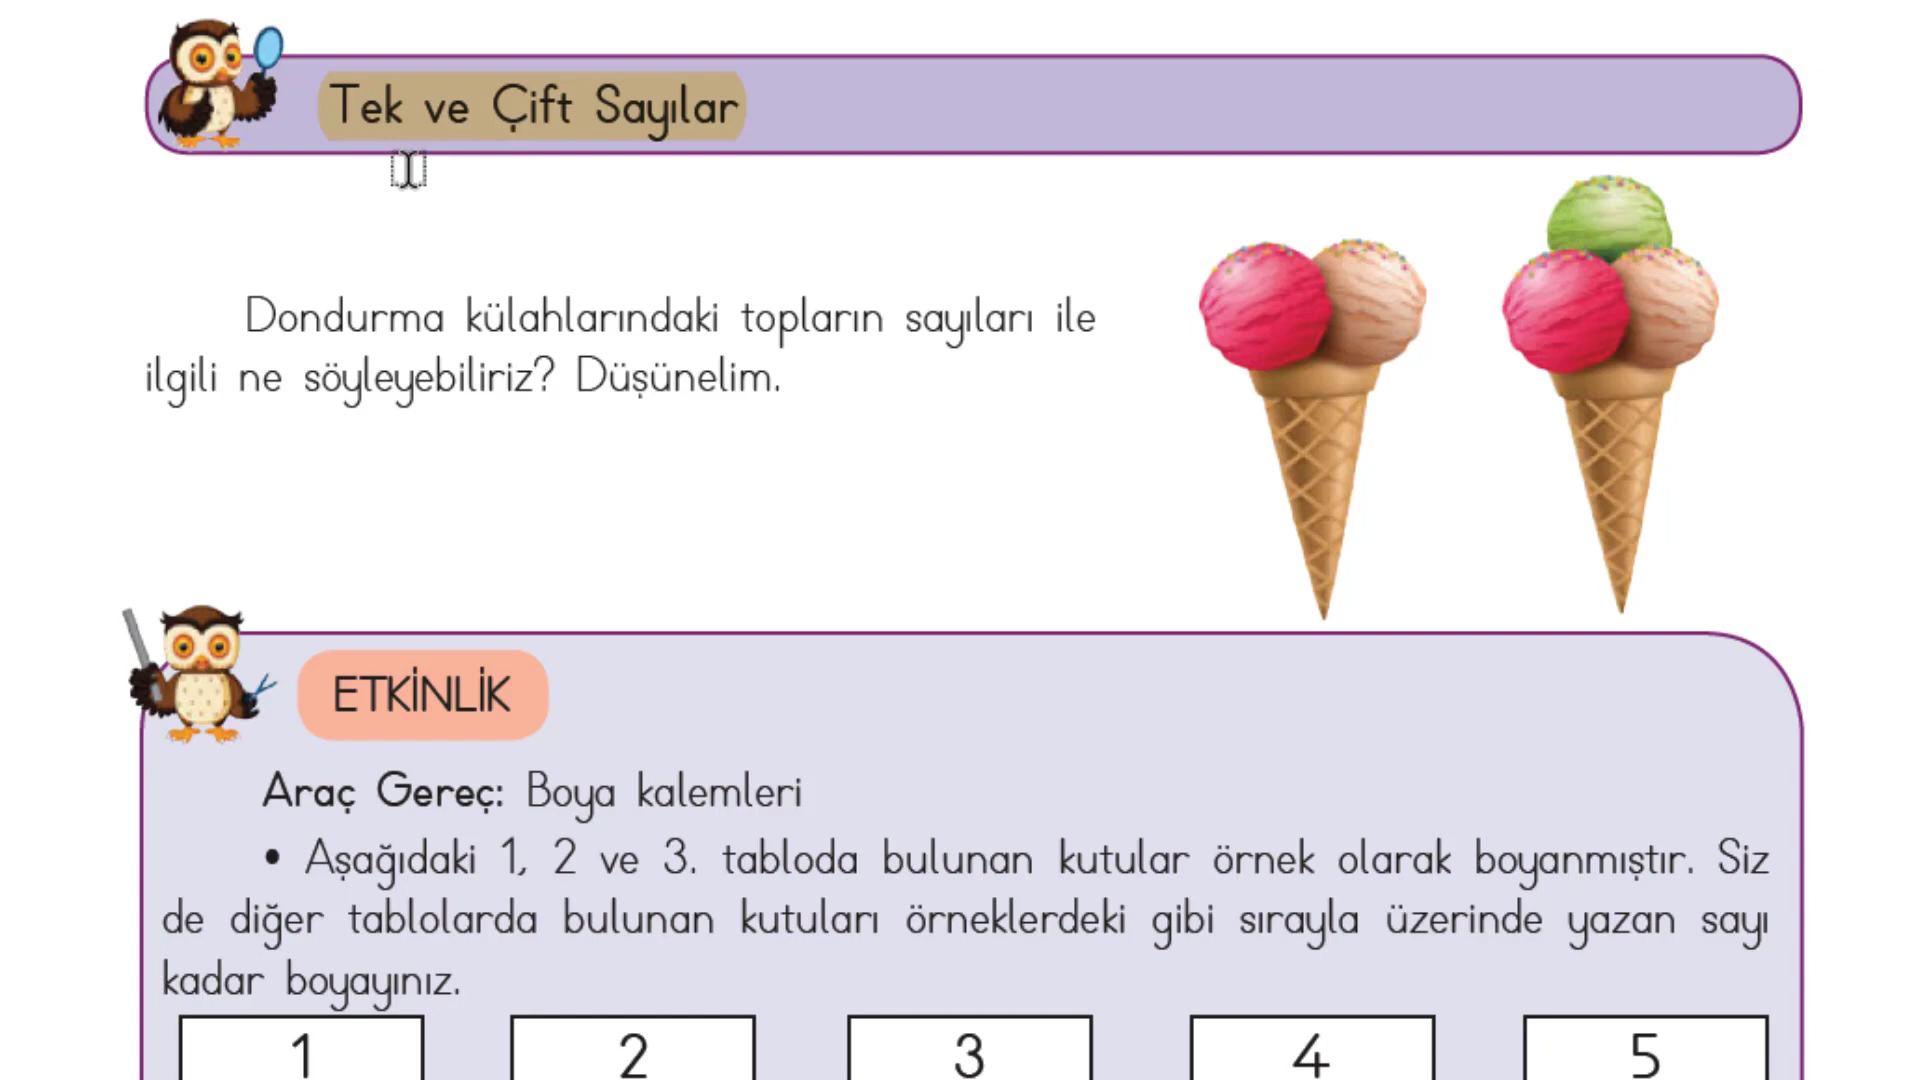 Tek ve Çift Sayılar
Dondurma külahlarındaki topların sayıları ile
ilgili ne söyleyebiliriz? Düşünelim.
ETKİNLİK
Araç Gereç: Boya kalemleri
• Aşağıdaki 1, 2 ve 3. tabloda bulunan kutular örnek olarak boyanmıştır. Siz
de diğer tablolarda bulunan kutuları örneklerdeki gibi sırayla üzerinde yazan sayı
kadar boyayınız.
1 2 3 4 5